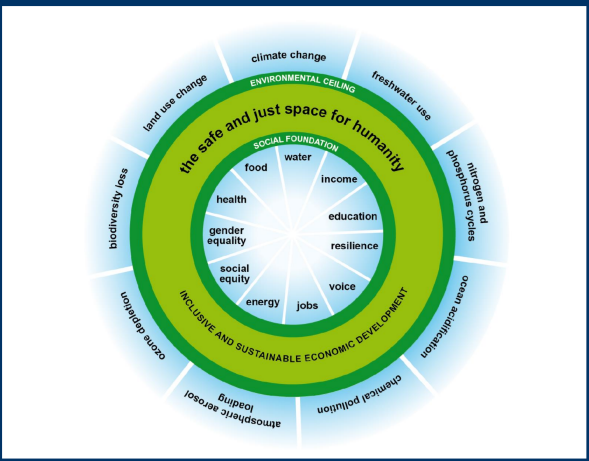 climate change
freshwater use
nitrogen and
phosphorus cycles
ocean acidification
chemical pollution
atmospheric aerosol
loading
ozone depletion
biodiversity loss
land use change
ENVIRONMENTAL CEILING
the safe and just space for humanity
SOCIAL FOUNDATION
water
income
education
resilience
voice
jobs
energy
social
equity
gender
equality
health
food
INCLUSIVE AND SUSTAINABLE ECONOMIC DEVELOPMENT